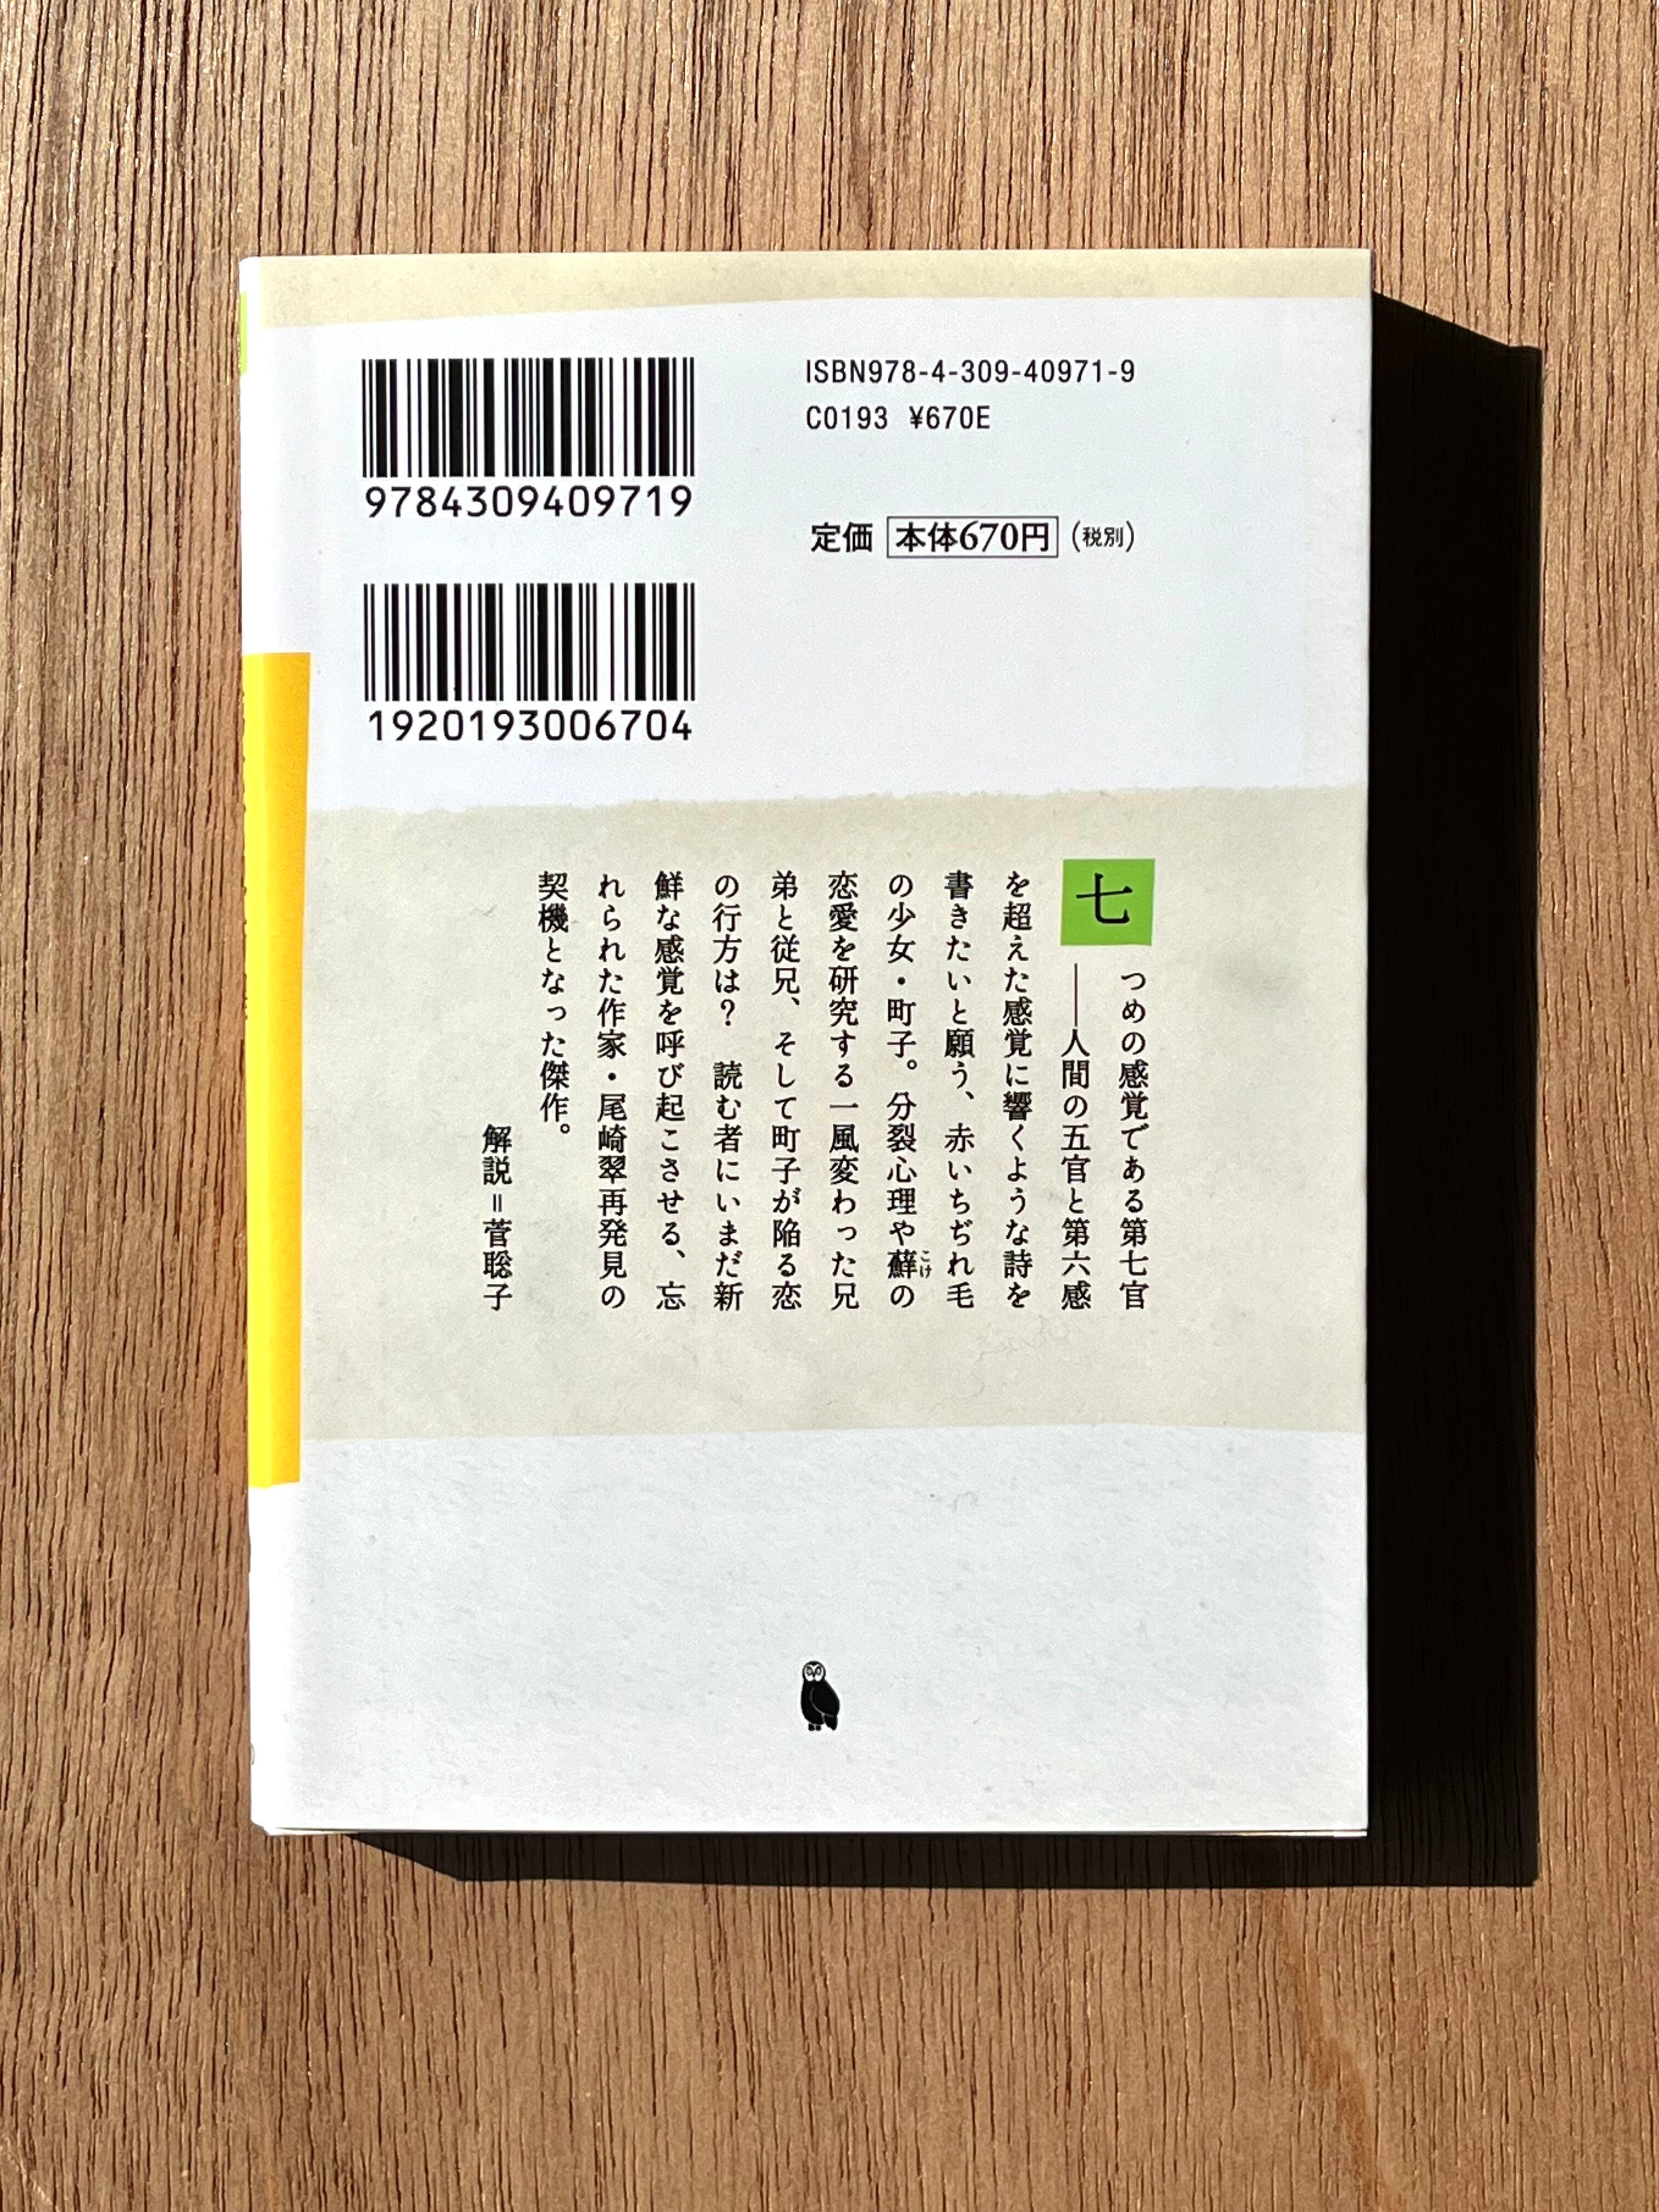 ISBN978-4-309-40971-9
C0193 ¥670E
9784309409719
定価 本体670円 (税別)
1920193006704
七つめの感覚である第七官
――人間の五官と第六感
を超えた感覚に響くような詩を
書きたいと願う、赤いちぢれ毛
の少女・町子。分裂心理や蘚(こけ)の
恋愛を研究する一風変わった兄
弟と従兄、そして町子が陥る恋
の行方は? 読む者にいまだ新
鮮な感覚を呼び起こさせる、忘
れられた作家・尾崎翠再発見の
契機となった傑作。
解説=菅聡子